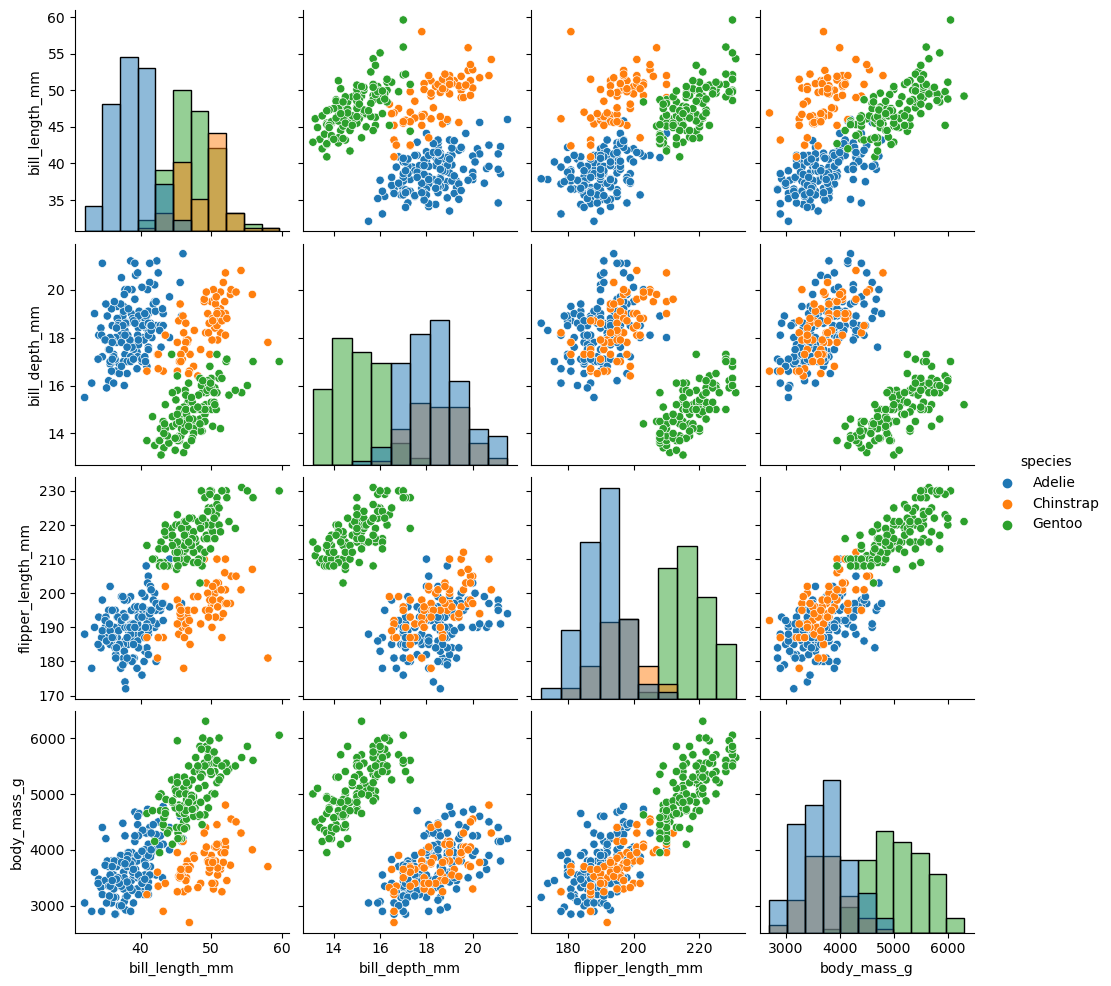 60
55
50
45
40
35
bill_length_mm
20
18
16
14
bill_depth_mm
species
Adelie
Chinstrap
Gentoo
230
220
210
200
190
180
170
flipper_length_mm
6000
5000
4000
3000
body_mass_g
40 50 60
bill_length_mm
14 16 18 20
bill_depth_mm
180 200 220
flipper_length_mm
3000 4000 5000 6000
body_mass_g